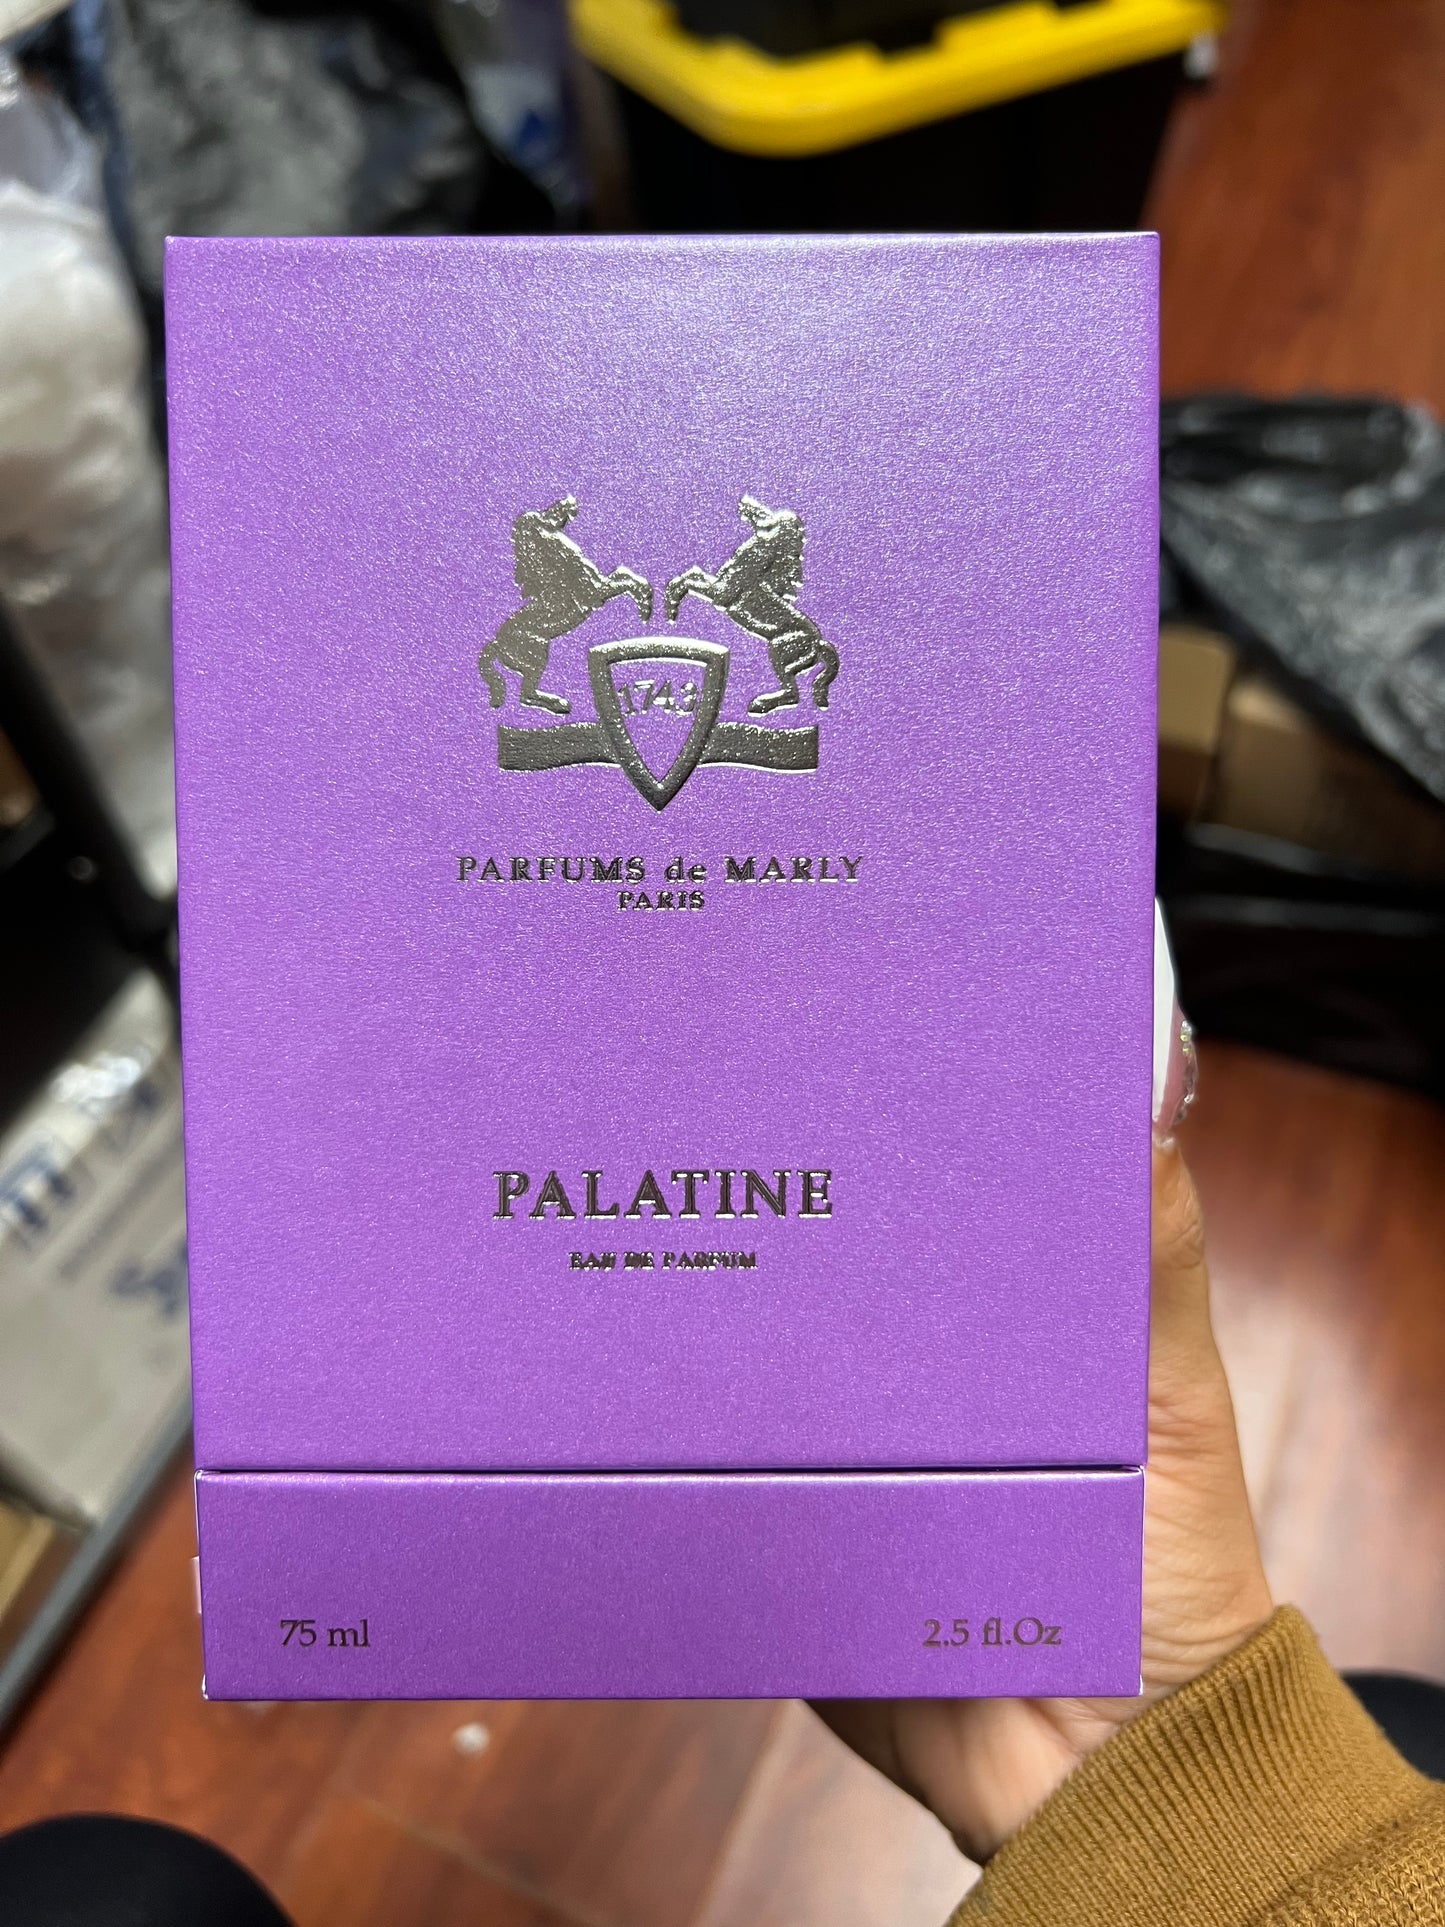 1743
PARFUMS de MARLY
PARIS
PALATINE
EAU DE PARFUM
75 ml
2.5 fl.Oz